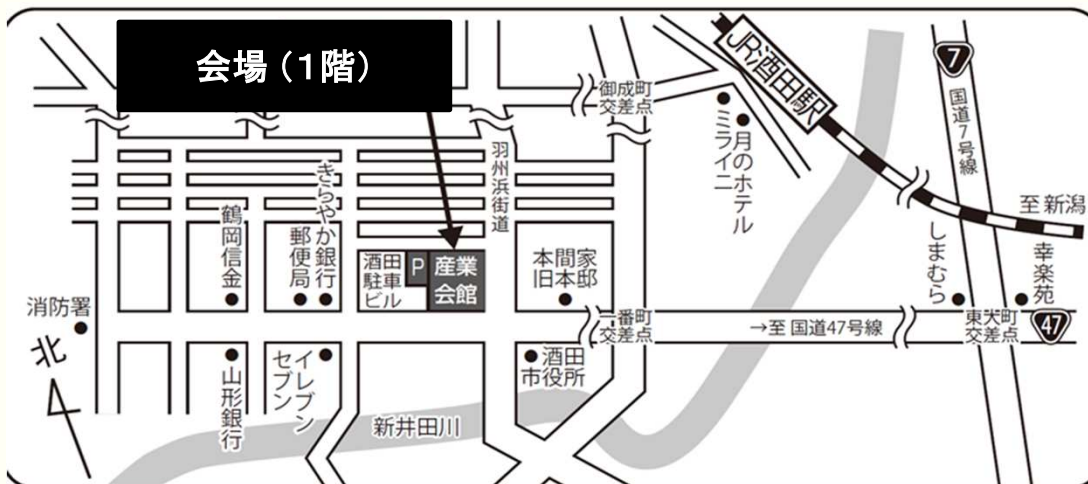 会場（１階）
7
国道7号線
御成町
交差点
JR酒田駅
ミライニ
月のホテル
羽州浜街道
至 新潟
きらやか銀行
郵便局
鶴岡信金
酒田
駐車
ビル
P
産業
会館
本間家
旧本邸
しまむら
幸楽苑
消防署
一番町
交差点
→至 国道47号線
東大町
交差点
47
北
山形銀行
セブン
イレブン
酒田
市役所
新井田川